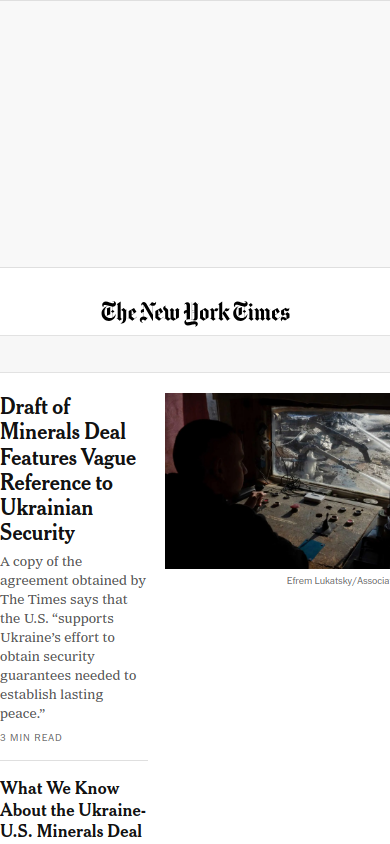 The New York Times
Draft of
Minerals Deal
Features Vague
Reference to
Ukrainian
Security
A copy of the
agreement obtained by
The Times says that
the U.S. “supports
Ukraine’s effort to
obtain security
guarantees needed to
establish lasting
peace.”
3 MIN READ
Efrem Lukatsky/Associa
What We Know
About the Ukraine-
U.S. Minerals Deal